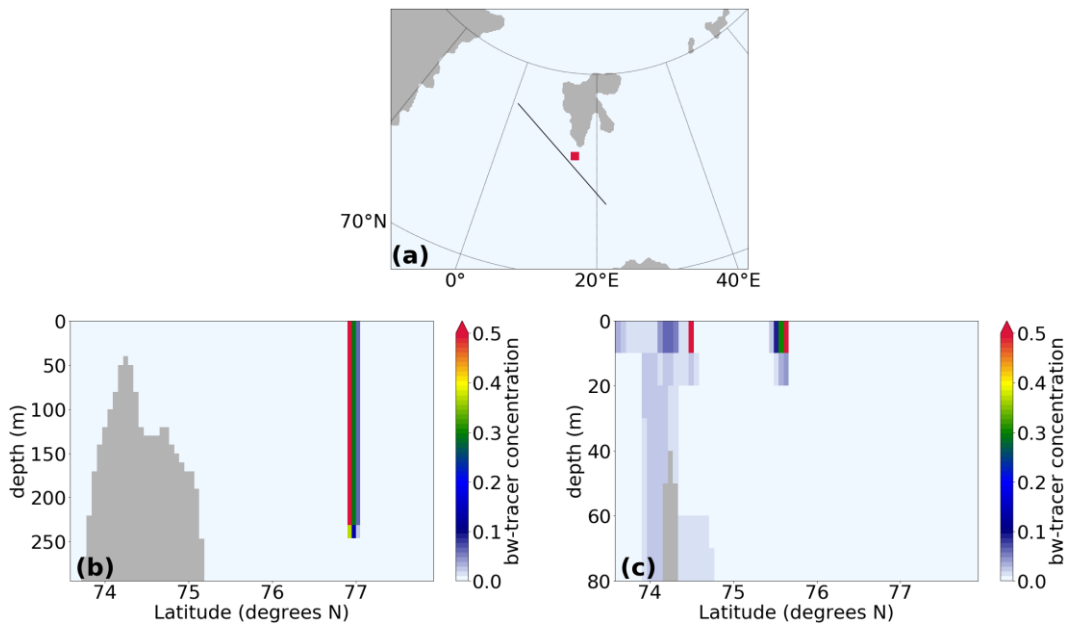 70°N
(a)
0° 20°E 40°E
0
50
100
150
200
250
depth (m)
(b)
74 75 76 77
Latitude (degrees N)
0.5
0.4
0.3
0.2
0.1
0.0
bw-tracer concentration
0
20
40
60
80
depth (m)
(c)
74 75 76 77
Latitude (degrees N)
0.5
0.4
0.3
0.2
0.1
0.0
bw-tracer concentration